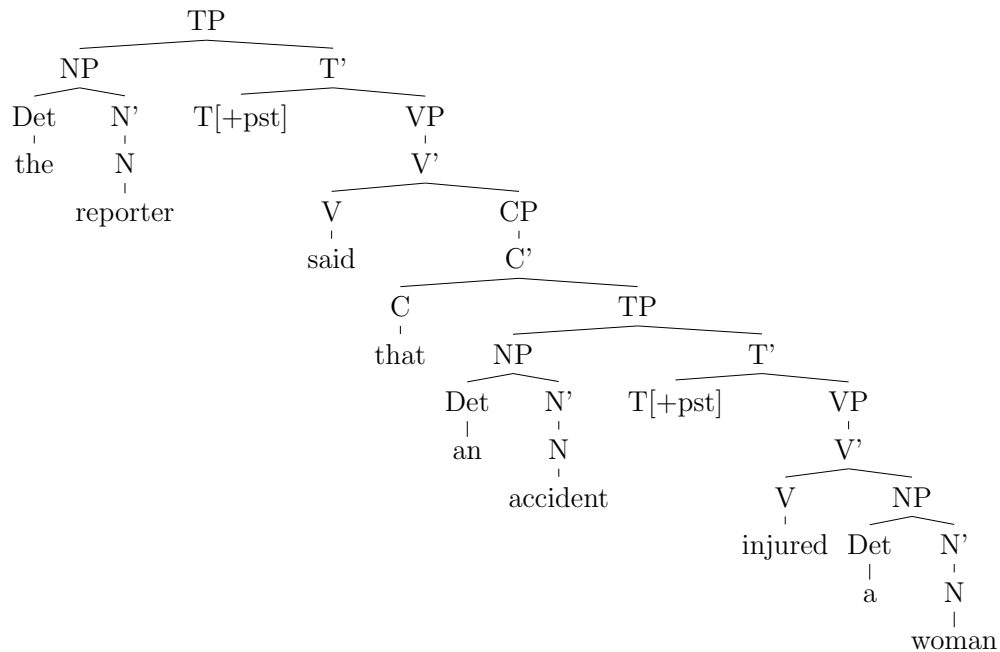 TP
NP T'
Det N' T[+pst] VP
the N V'
reporter V CP
said C'
C TP
that NP T'
Det N' T[+pst] VP
an N V'
accident V NP
injured Det N'
a N
woman